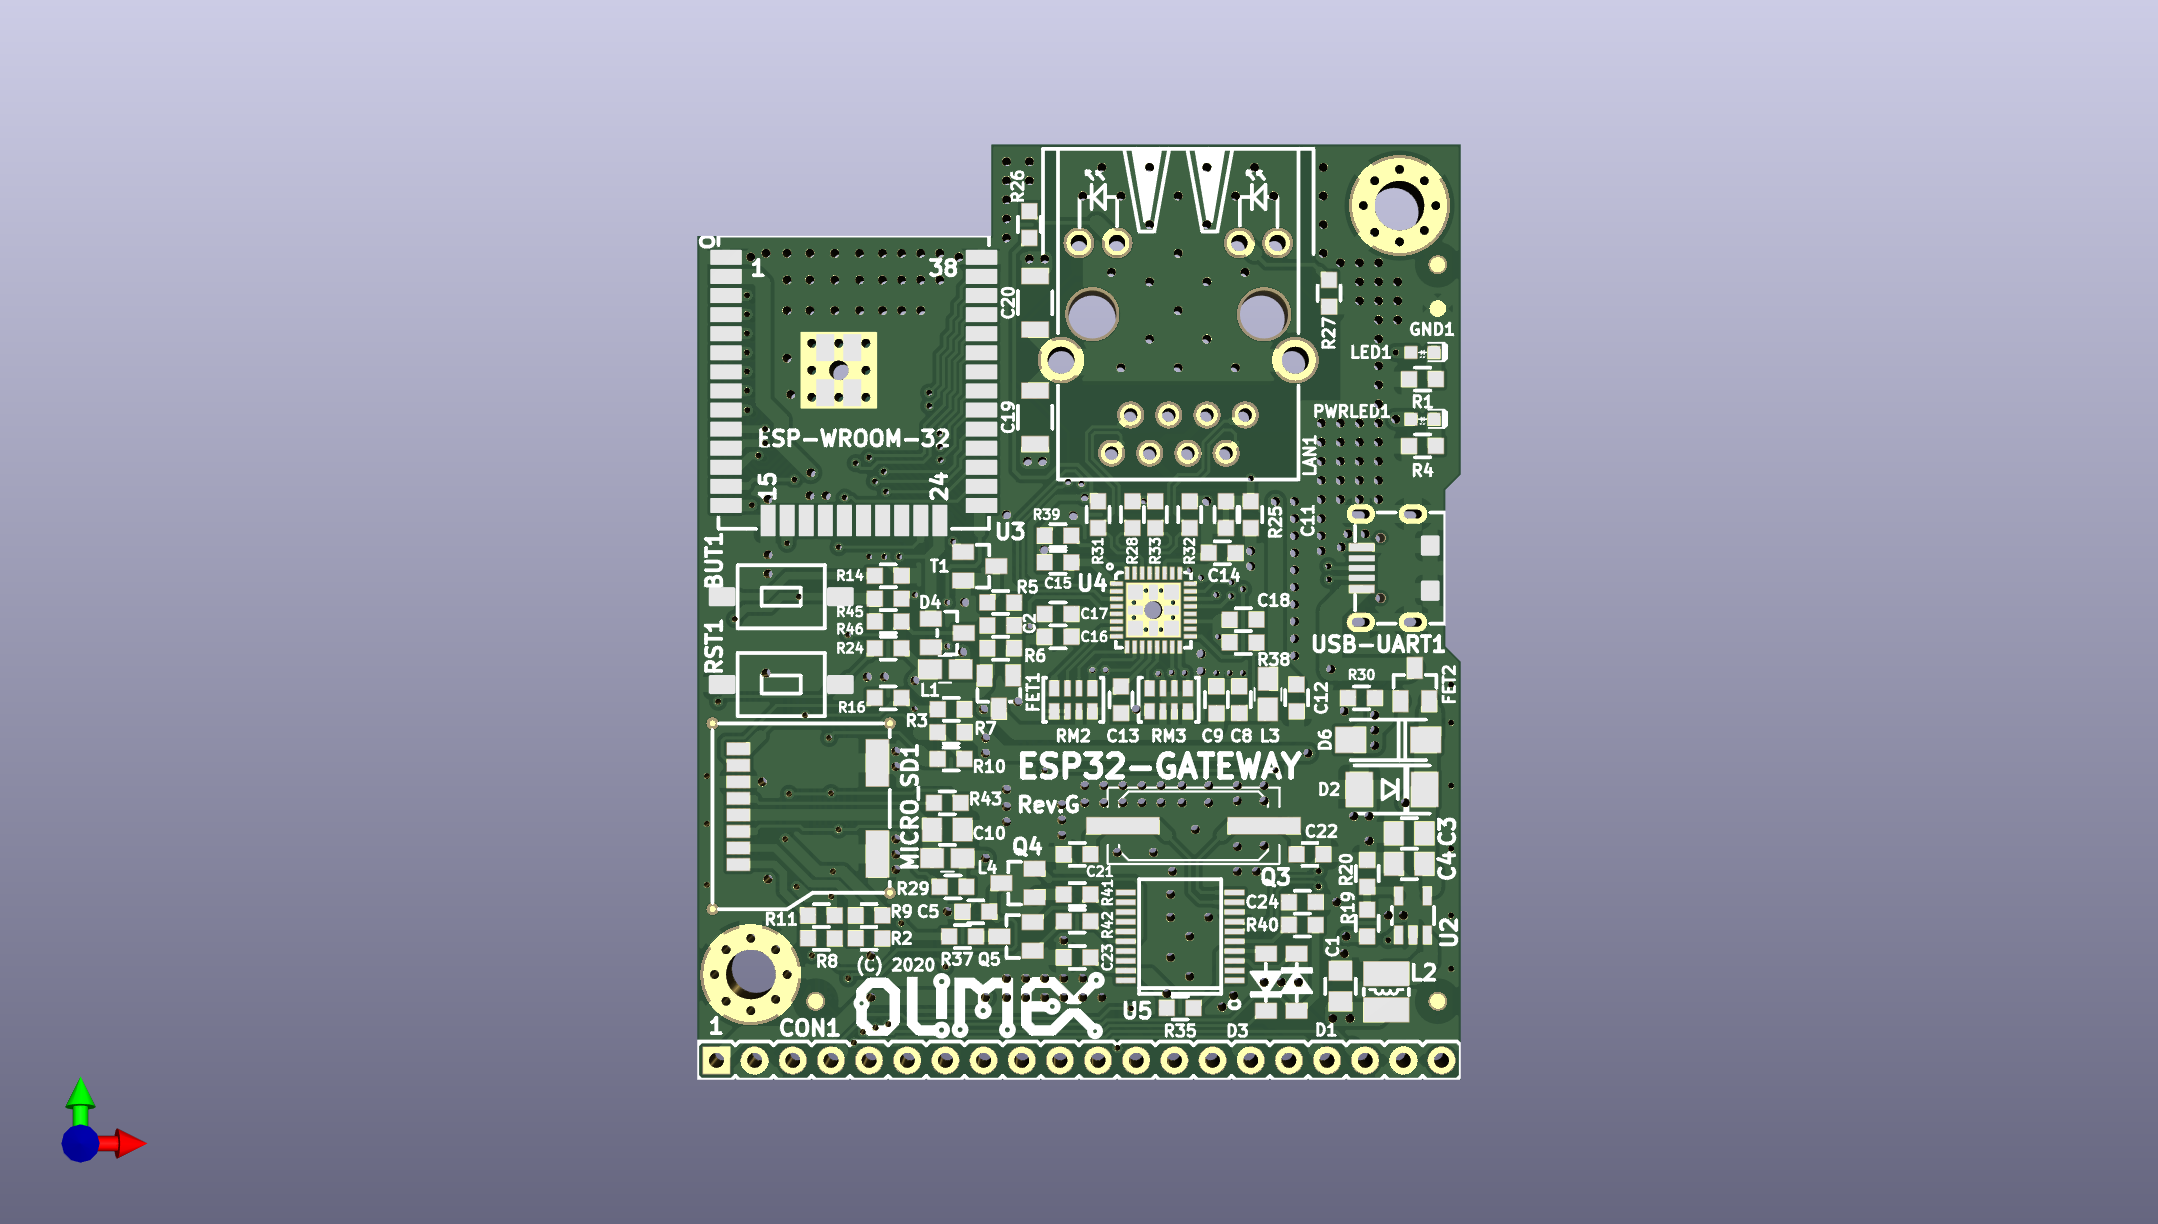 R26
0
1
38
C20
R27
GND1
LED1
R1
C19
PWRLED1
ESP-WROOM-32
LAN1
R4
15
24
U3
R39
R31
R28
R33
R32
R25
C11
BUT1
T1
R14
C15
U4
C14
R5
R45
D4
C17
C18
C2
R46
C16
RST1
R24
R6
R38
USB-UART1
L1
FET1
R30
FET2
R16
C12
R3
R7
RM2
C13
RM3
C9
C8
L3
D6
R10
ESP32-GATEWAY
D2
MICRO_SD1
R43
Rev.G
C10
Q4
C22
C3
C4
L4
C21
Q3
R20
R29
R41
C24
R19
R11
R9
C5
R42
R40
U2
R2
R8
(C) 2020
R37
Q5
C23
C1
L2
OLIMEX
1
CON1
U5
R35
D3
D1